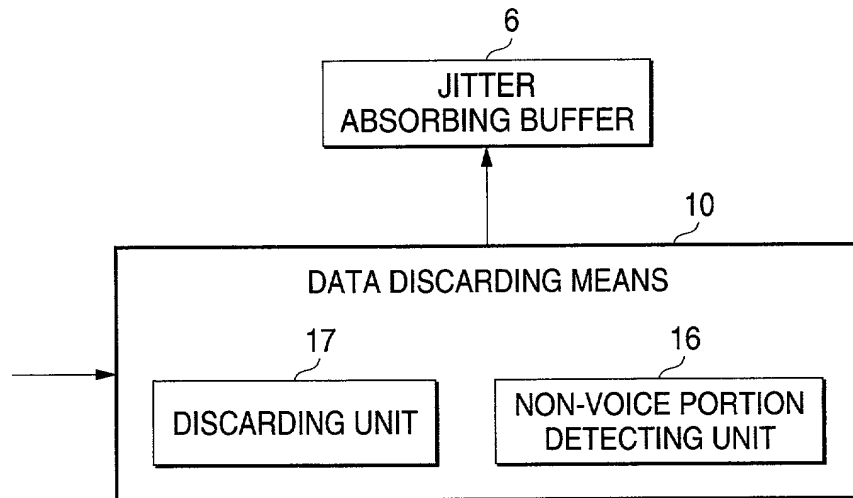 6
JITTER
ABSORBING BUFFER
10
DATA DISCARDING MEANS
17
DISCARDING UNIT
16
NON-VOICE PORTION
DETECTING UNIT